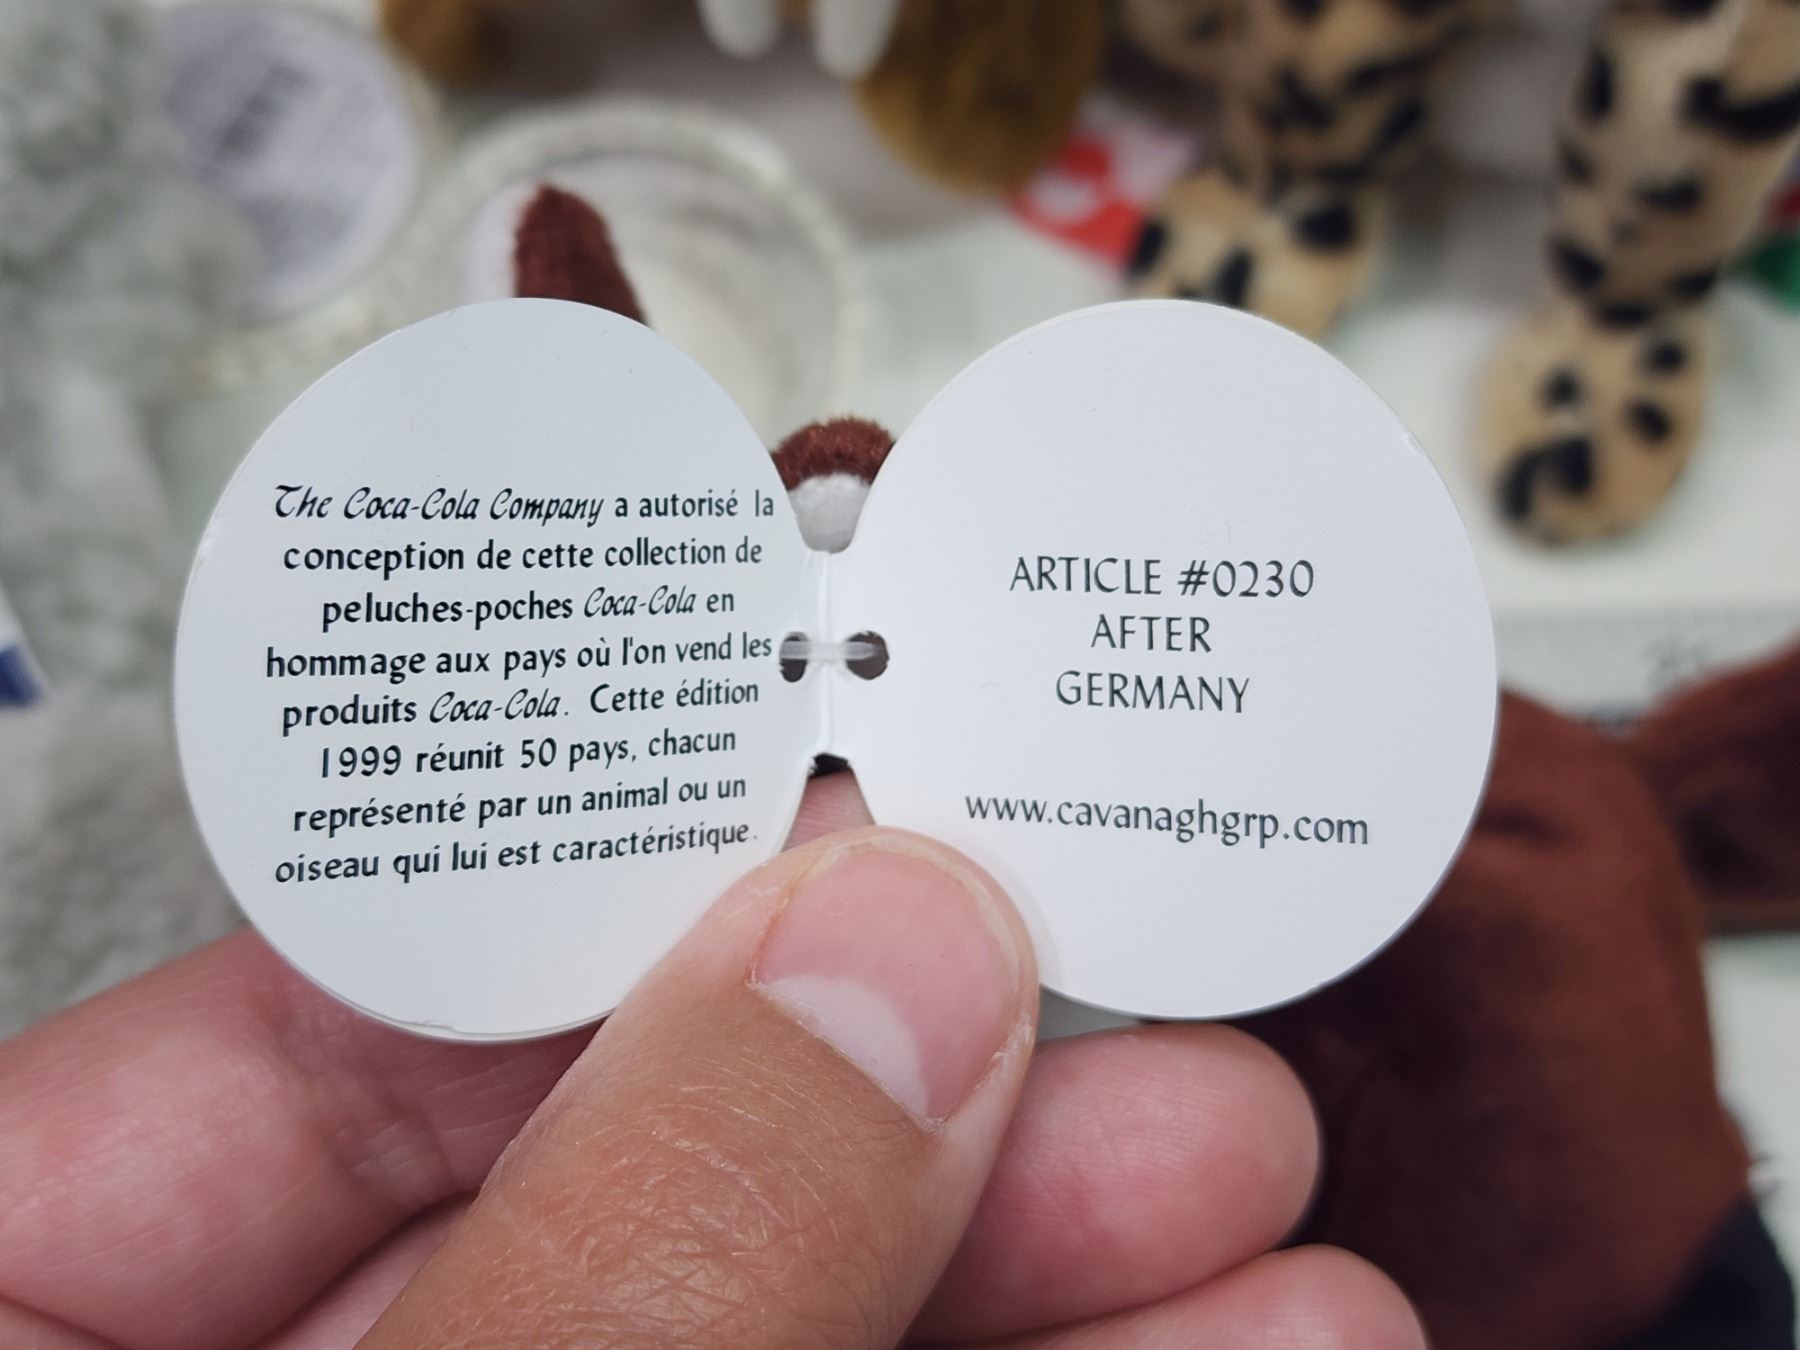 The Coca-Cola Company a autorisé la
conception de cette collection de
peluches-poches Coca-Cola en
hommage aux pays où l'on vend les
produits Coca-Cola. Cette édition
1999 réunit 50 pays, chacun
représenté par un animal ou un
oiseau qui lui est caractéristique.
ARTICLE #0230
AFTER
GERMANY
www.cavanaghgrp.com